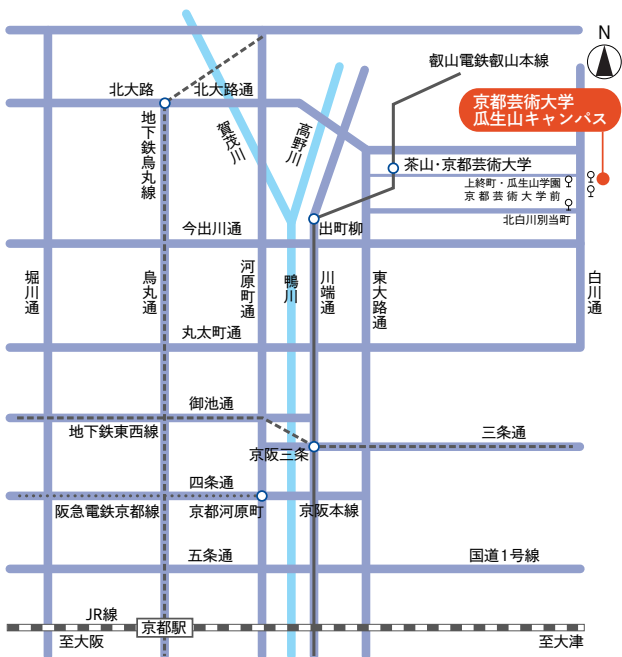 N
叡山電鉄叡山本線
北大路
北大路通
京都芸術大学
瓜生山キャンパス
地下鉄烏丸線
賀茂川
高野川
茶山・京都芸術大学
上終町・瓜生山学園
京都芸術大学前
北白川別当町
今出川通
出町柳
堀川通
烏丸通
河原町通
鴨川
川端通
東大路通
白川通
丸太町通
御池通
地下鉄東西線
三条通
京阪三条
四条通
阪急電鉄京都線
京都河原町
京阪本線
五条通
国道1号線
JR線
京都駅
至大阪
至大津